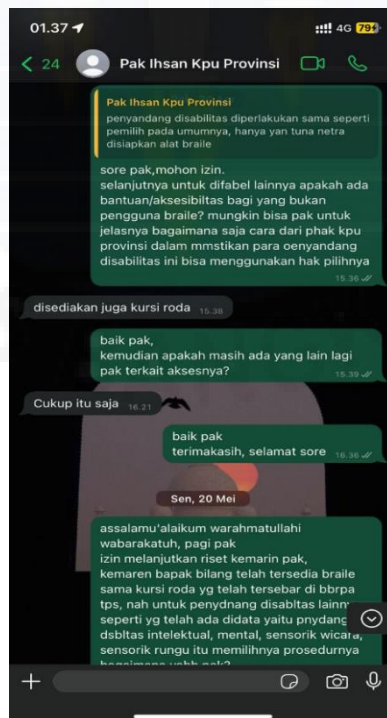 01.37
4G 79
24 Pak Ihsan Kpu Provinsi
Pak Ihsan Kpu Provinsi
penyandang disabilitas diperlakukan sama seperti
pemilih pada umumnya, hanya yan tuna netra
disiapkan alat braile
sore pak,mohon izin.
selanjutnya untuk difabel lainnya apakah ada
bantuan/aksesibiltas bagi yang bukan
pengguna braile? mungkin bisa pak untuk
jelasnya bagaimana saja cara dari phak kpu
provinsi dalam mmstikan para oenyandang
disabilitas ini bisa menggunakan hak pilihnya
15.36
disediakan juga kursi roda 15.38
baik pak,
kemudian apakah masih ada yang lain lagi
pak terkait aksesnya?
15.39
Cukup itu saja 16.21
baik pak
terimakasih, selamat sore 16.36
Sen, 20 Mei
assalamu'alaikum warahmatullahi
wabarakatuh, pagi pak
izin melanjutkan riset kemarin pak,
kemaren bapak bilang telah tersedia braile
sama kursi roda yg telah tersebar di bbrpa
tps, nah untuk penydnang disabltas lainn
seperti yg telah ada didata yaitu pnydang
dsbltas intelektual, mental, sensorik wicara,
sensorik rungu itu memilihnya prosedurnya